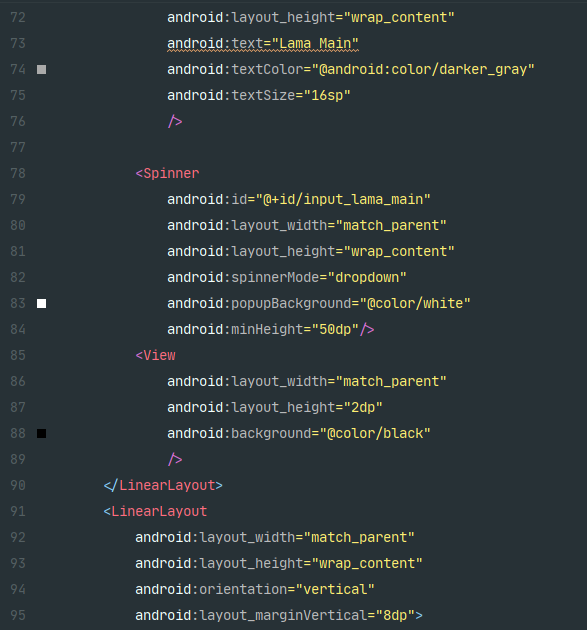 72 android:layout_height="wrap_content"
73 android:text="Lama Main"
74 android:textColor="@android:color/darker_gray"
75 android:textSize="16sp"
76 />
77
78 <Spinner
79 android:id="@+id/input_lama_main"
80 android:layout_width="match_parent"
81 android:layout_height="wrap_content"
82 android:spinnerMode="dropdown"
83 android:popupBackground="@color/white"
84 android:minHeight="50dp"/>
85 <View
86 android:layout_width="match_parent"
87 android:layout_height="2dp"
88 android:background="@color/black"
89 />
90 </LinearLayout>
91 <LinearLayout
92 android:layout_width="match_parent"
93 android:layout_height="wrap_content"
94 android:orientation="vertical"
95 android:layout_marginVertical="8dp">